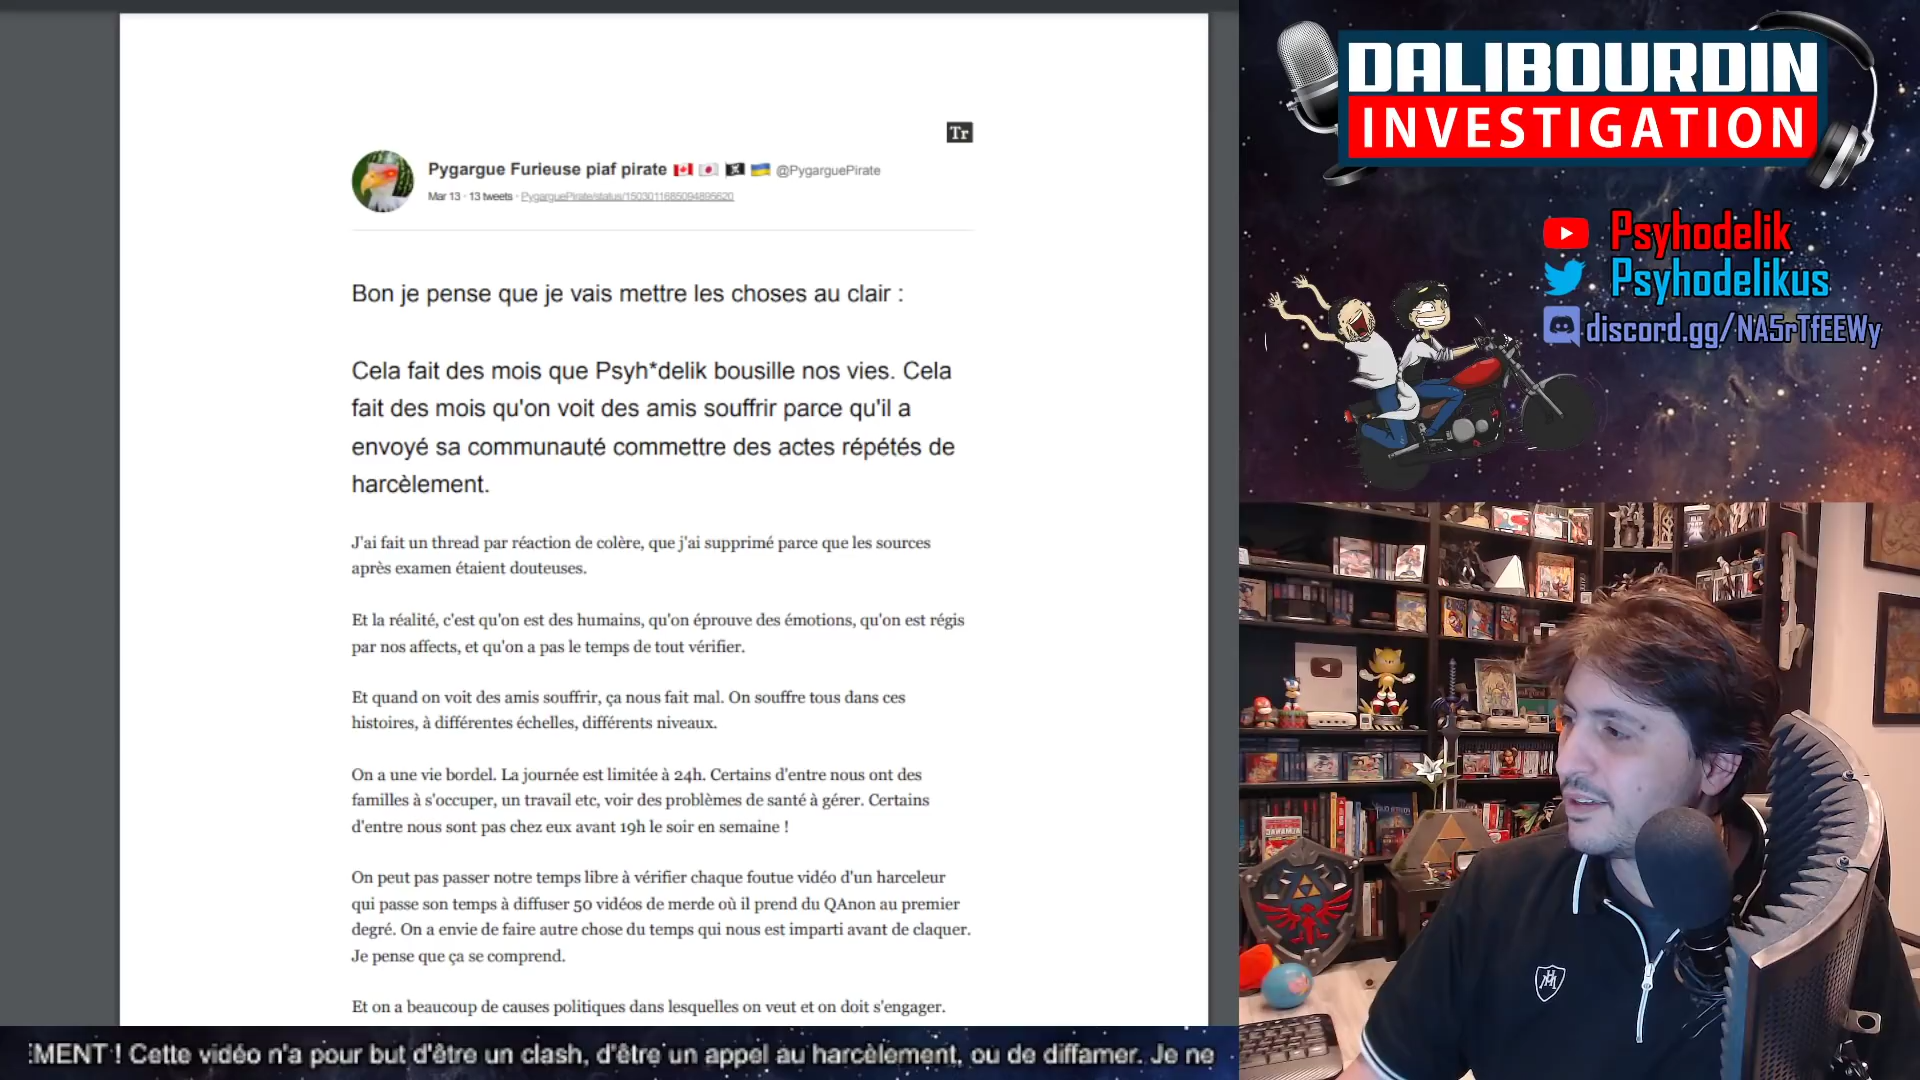 Tr
Pygargue Furieuse piaf pirate 🇨🇦 🇯🇵 🏴‍☠️ 🇺🇦 @PygarguePirate
Mar 13 · 13 tweets · PygarguePirate/status/1503011685094895620
Bon je pense que je vais mettre les choses au clair :
Cela fait des mois que Psyh*delik bousille nos vies. Cela
fait des mois qu'on voit des amis souffrir parce qu'il a
envoyé sa communauté commettre des actes répétés de
harcèlement.
J'ai fait un thread par réaction de colère, que j'ai supprimé parce que les sources
après examen étaient douteuses.
Et la réalité, c'est qu'on est des humains, qu'on éprouve des émotions, qu'on est régis
par nos affects, et qu'on a pas le temps de tout vérifier.
Et quand on voit des amis souffrir, ça nous fait mal. On souffre tous dans ces
histoires, à différentes échelles, différents niveaux.
On a une vie bordel. La journée est limitée à 24h. Certains d'entre nous ont des
familles à s'occuper, un travail etc, voir des problèmes de santé à gérer. Certains
d'entre nous sont pas chez eux avant 19h le soir en semaine !
On peut pas passer notre temps libre à vérifier chaque foutue vidéo d'un harceleur
qui passe son temps à diffuser 50 vidéos de merde où il prend du QAnon au premier
degré. On a envie de faire autre chose du temps qui nous est imparti avant de claquer.
Je pense que ça se comprend.
Et on a beaucoup de causes politiques dans lesquelles on veut et on doit s'engager.
MENT ! Cette vidéo n'a pour but d'être un clash, d'être un appel au harcèlement, ou de diffamer. Je ne
DALIBOURDIN
INVESTIGATION
Psyhodelik
Psyhodelikus
discord.gg/NA5rTfEEWy